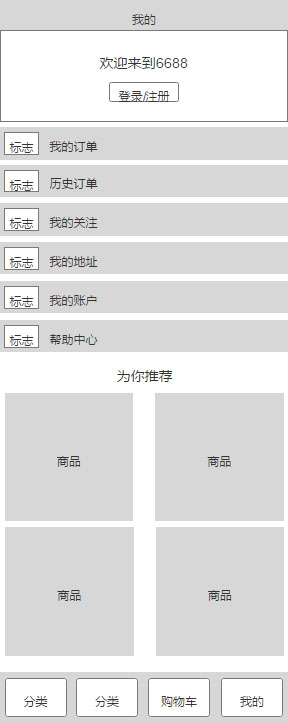 我的
欢迎来到6688
登录/注册
标志 我的订单
标志 历史订单
标志 我的关注
标志 我的地址
标志 我的账户
标志 帮助中心
为你推荐
商品 商品
商品 商品
分类 分类 购物车 我的